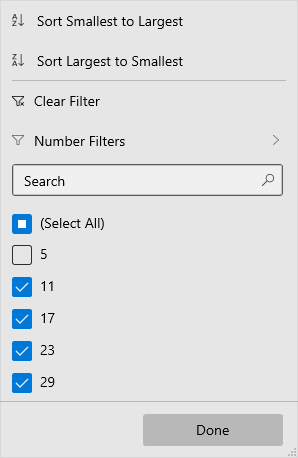 Sort Smallest to Largest
Sort Largest to Smallest
Clear Filter
Number Filters
Search
(Select All)
5
11
17
23
29
Done